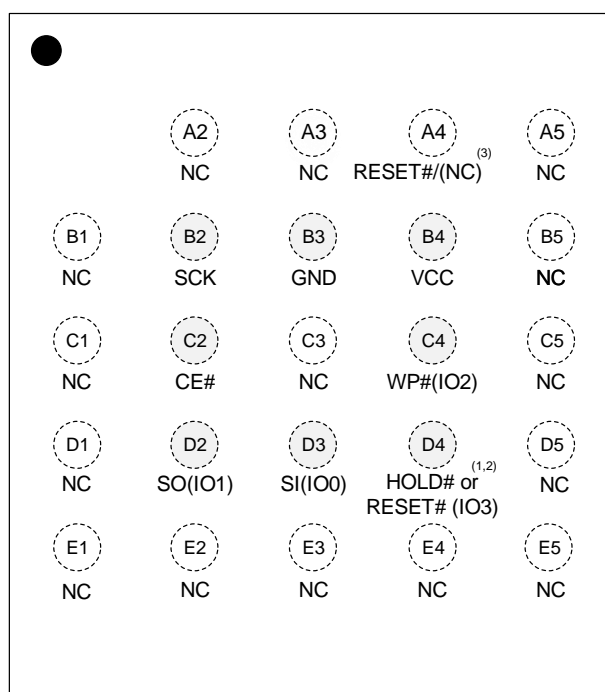 A2 A3 A4 A5
NC NC RESET#/(NC) (3) NC
B1 B2 B3 B4 B5
NC SCK GND VCC NC
C1 C2 C3 C4 C5
NC CE# NC WP#(IO2) NC
D1 D2 D3 D4 D5
NC SO(IO1) SI(IO0) HOLD# or (1,2) NC
RESET# (IO3)
E1 E2 E3 E4 E5
NC NC NC NC NC